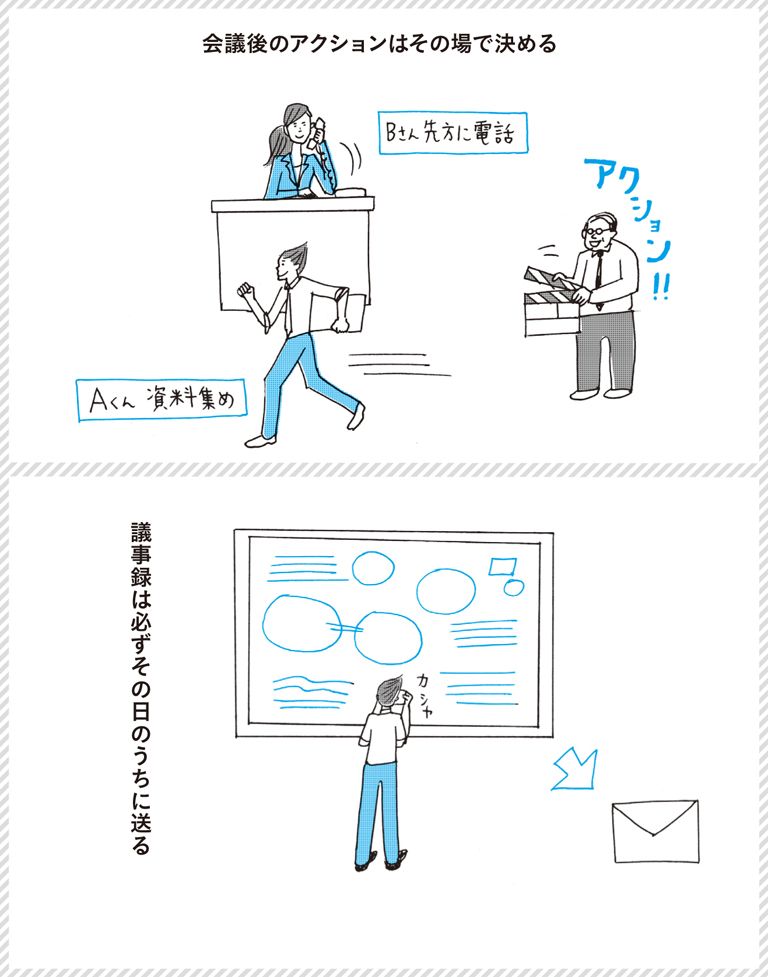 会議後のアクションはその場で決める
Bさん先方に電話
アクション!!
Aくん 資料集め
議事録は必ずその日のうちに送る
カシャ